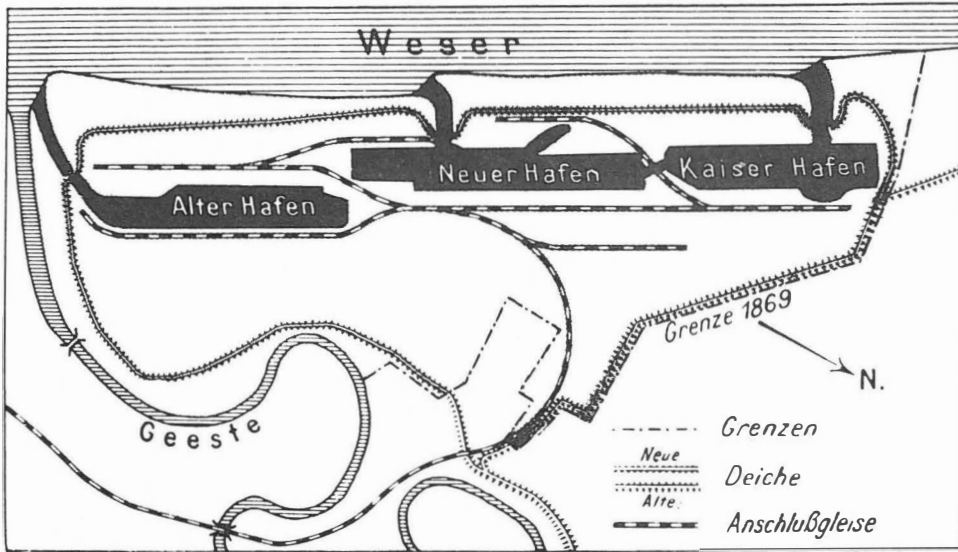 Weser
Alter Hafen
Neuer Hafen
Kaiser Hafen
Grenze 1869
N.
Geeste
Grenzen
Neue
Deiche
Alte.
Anschlußgleise